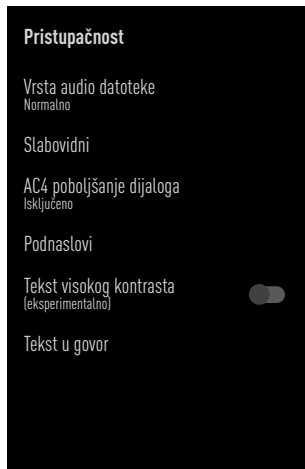 Pristupačnost
Vrsta audio datoteke
Normalno
Slabovidni
AC4 poboljšanje dijaloga
Isključeno
Podnaslovi
Tekst visokog kontrasta
(eksperimentalno)
Tekst u govor